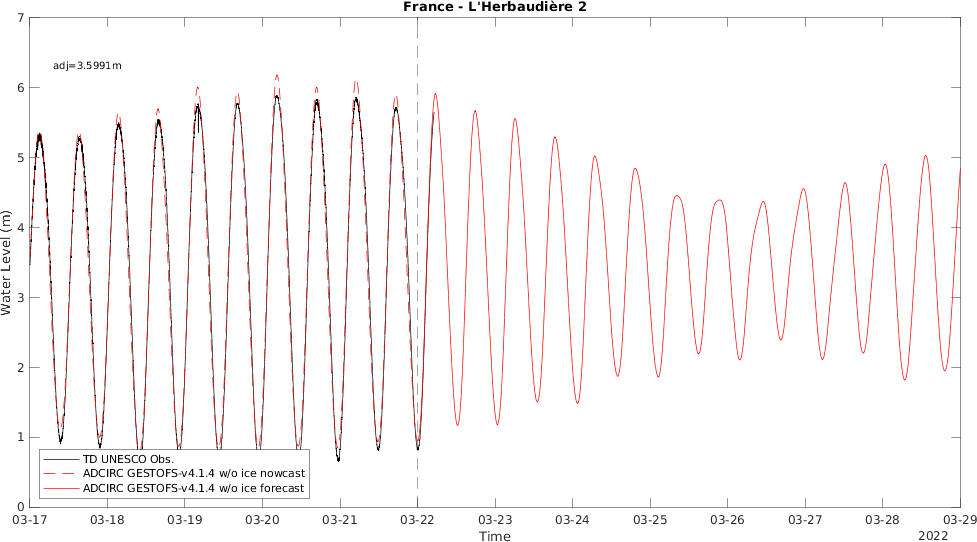 France - L'Herbaudière 2
adj=3.5991m
7
6
5
4
3
2
1
0
Water Level (m)
TD UNESCO Obs.
ADCIRC GESTOFS-v4.1.4 w/o ice nowcast
ADCIRC GESTOFS-v4.1.4 w/o ice forecast
03-17 03-18 03-19 03-20 03-21 03-22 03-23 03-24 03-25 03-26 03-27 03-28 03-29
Time
2022